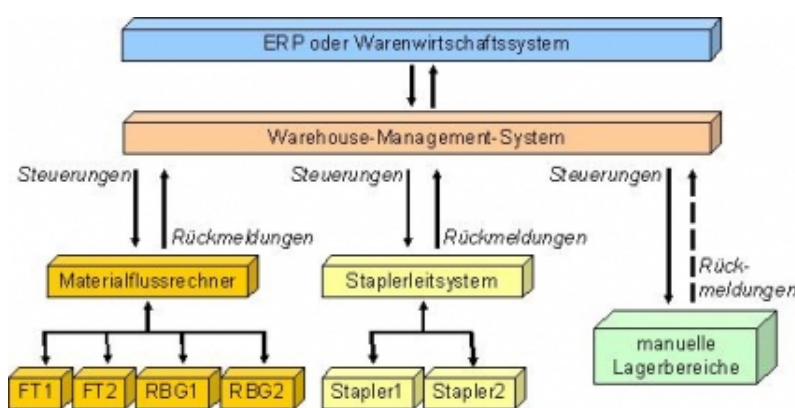 ERP oder Warenwirtschaftssystem
Warehouse-Management-System
Steuerungen
Steuerungen
Steuerungen
Rückmeldungen
Rückmeldungen
Rück-
meldungen
Materialflussrechner
Staplerleitsystem
manuelle
Lagerbereiche
FT1
FT2
RBG1
RBG2
Stapler1
Stapler2